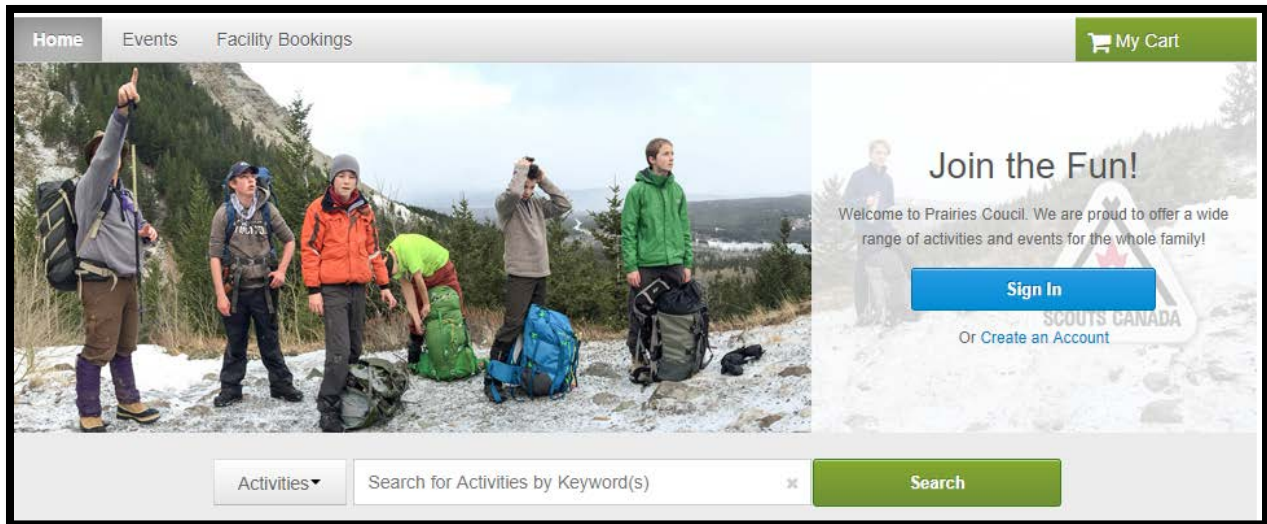 Home Events Facility Bookings My Cart
Join the Fun!
Welcome to Prairies Coucil. We are proud to offer a wide
range of activities and events for the whole family!
Sign In
SCOUTS CANADA
Or Create an Account
Activities Search for Activities by Keyword(s) Search